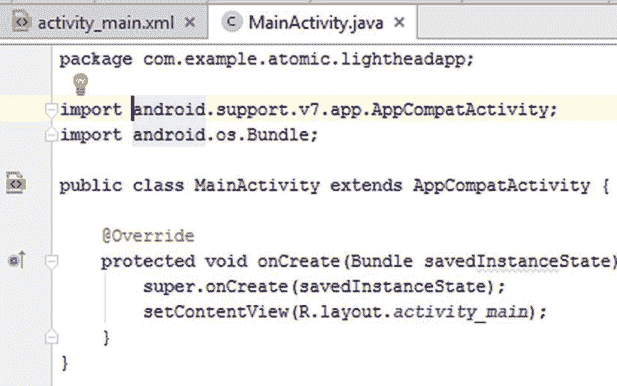 activity_main.xml
MainActivity.java
package com.example.atomic.lightheadapp;
import android.support.v7.app.AppCompatActivity;
import android.os.Bundle;
public class MainActivity extends AppCompatActivity {
@Override
protected void onCreate(Bundle savedInstanceState)
super.onCreate(savedInstanceState);
setContentView(R.layout.activity_main);
}
}